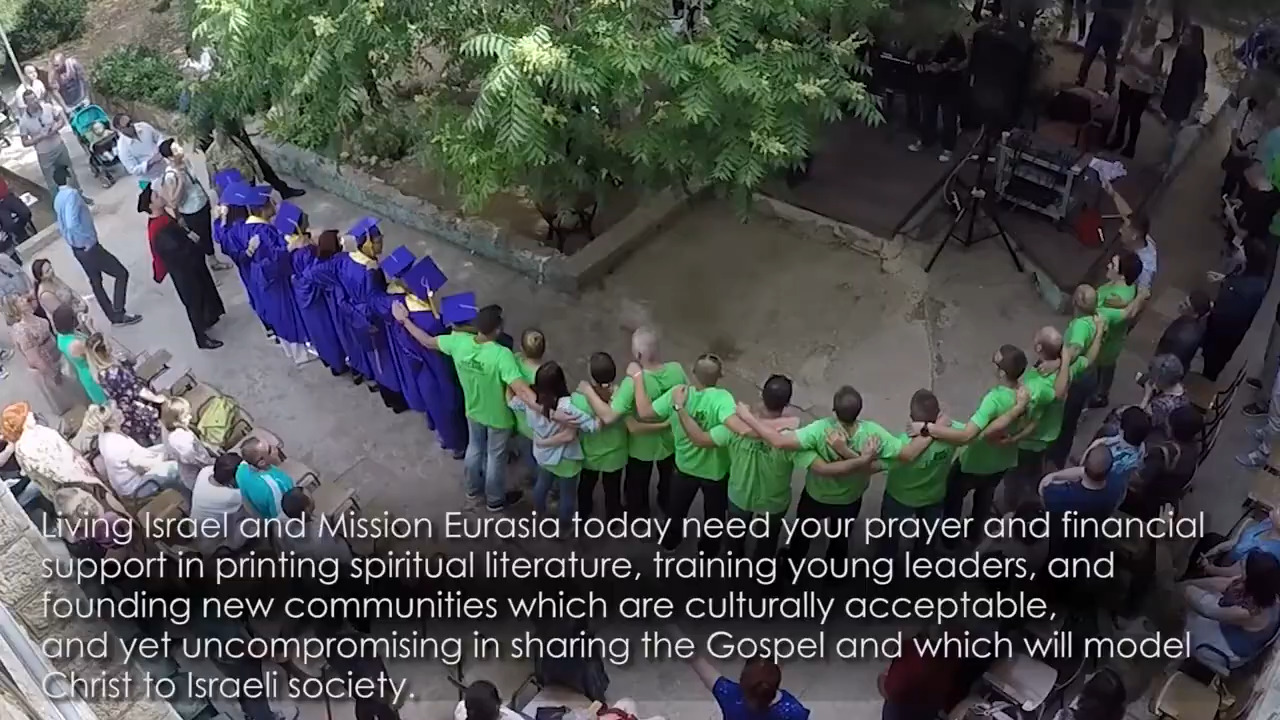 Living Israel and Mission Eurasia today need your prayer and financial
support in printing spiritual literature, training young leaders, and
founding new communities which are culturally acceptable,
and yet uncompromising in sharing the Gospel and which will model
Christ to Israeli society.